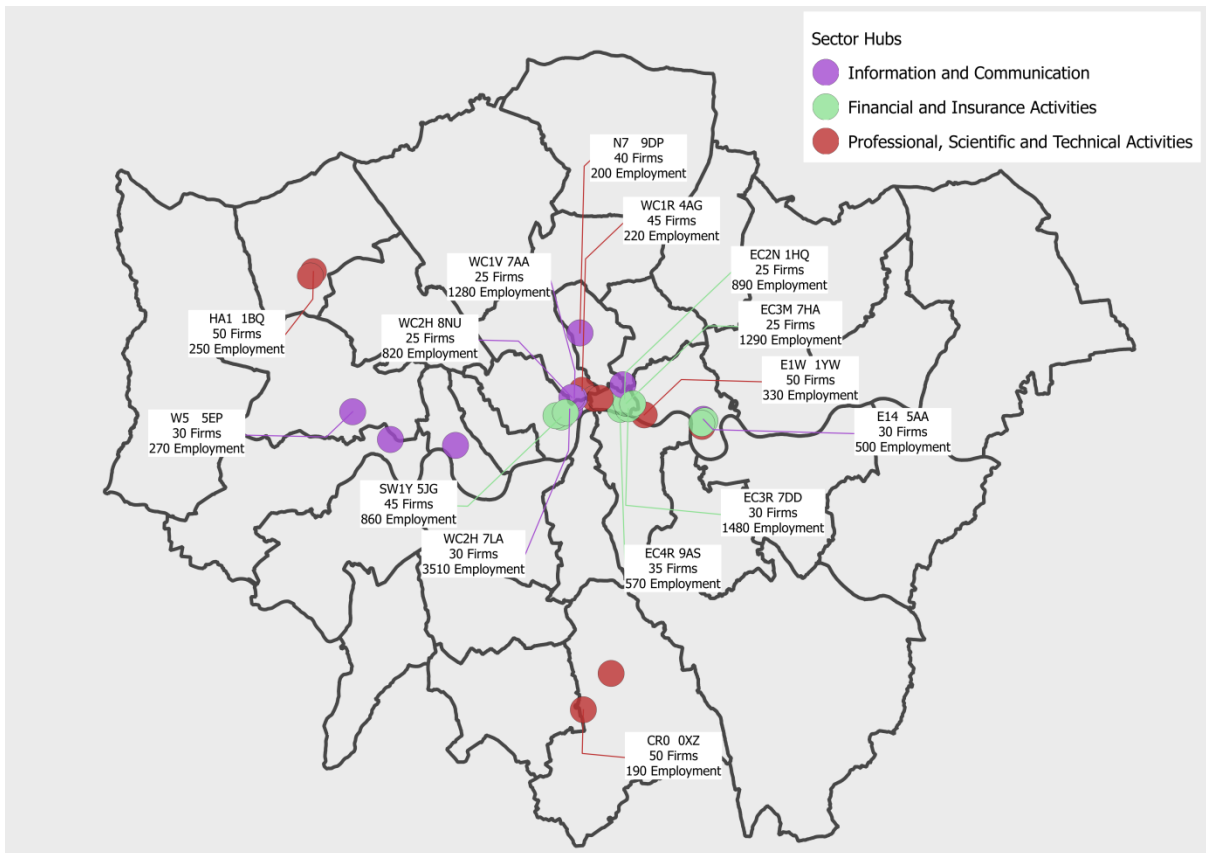 Sector Hubs
Information and Communication
Financial and Insurance Activities
Professional, Scientific and Technical Activities
N7 9DP
40 Firms
200 Employment
WC1R 4AG
45 Firms
220 Employment
WC1V 7AA
25 Firms
1280 Employment
EC2N 1HQ
25 Firms
890 Employment
EC3M 7HA
25 Firms
1290 Employment
HA1 1BQ
50 Firms
250 Employment
WC2H 8NU
25 Firms
820 Employment
E1W 1YW
50 Firms
330 Employment
W5 5EP
30 Firms
270 Employment
E14 5AA
30 Firms
500 Employment
SW1Y 5JG
45 Firms
860 Employment
EC3R 7DD
30 Firms
1480 Employment
WC2H 7LA
30 Firms
3510 Employment
EC4R 9AS
35 Firms
570 Employment
CR0 0XZ
50 Firms
190 Employment